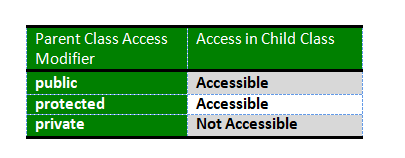 Parent Class Access Access in Child Class
Modifier
public Accessible
protected Accessible
private Not Accessible